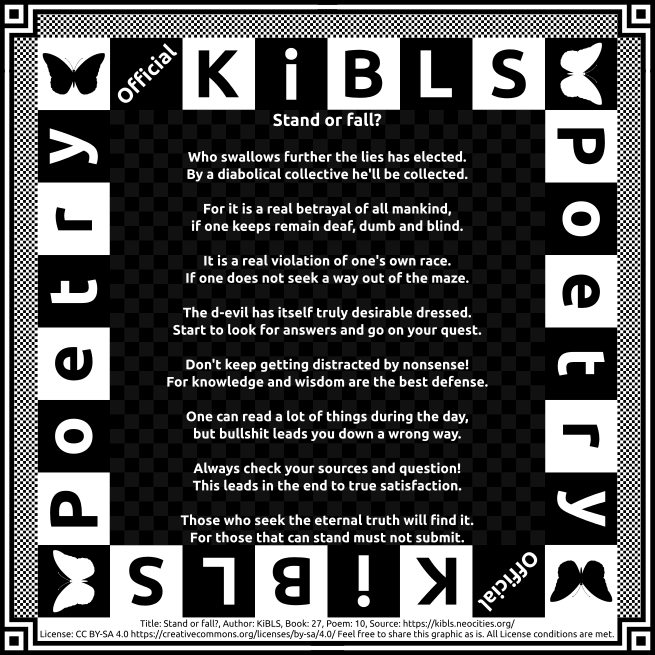 Official KiBLS
Poetry
Poetry
Stand or fall?
Who swallows further the lies has elected.
By a diabolical collective he'll be collected.
For it is a real betrayal of all mankind,
if one keeps remain deaf, dumb and blind.
It is a real violation of one's own race.
If one does not seek a way out of the maze.
The d-evil has itself truly desirable dressed.
Start to look for answers and go on your quest.
Don't keep getting distracted by nonsense!
For knowledge and wisdom are the best defense.
One can read a lot of things during the day,
but bullshit leads you down a wrong way.
Always check your sources and question!
This leads in the end to true satisfaction.
Those who seek the eternal truth will find it.
For those that can stand must not submit.
Official KiBLS
Title: Stand or fall?, Author: KiBLS, Book: 27, Poem: 10, Source: https://kibls.neocities.org/
License: CC BY-SA 4.0 https://creativecommons.org/licenses/by-sa/4.0/ Feel free to share this graphic as is. All License conditions are met.